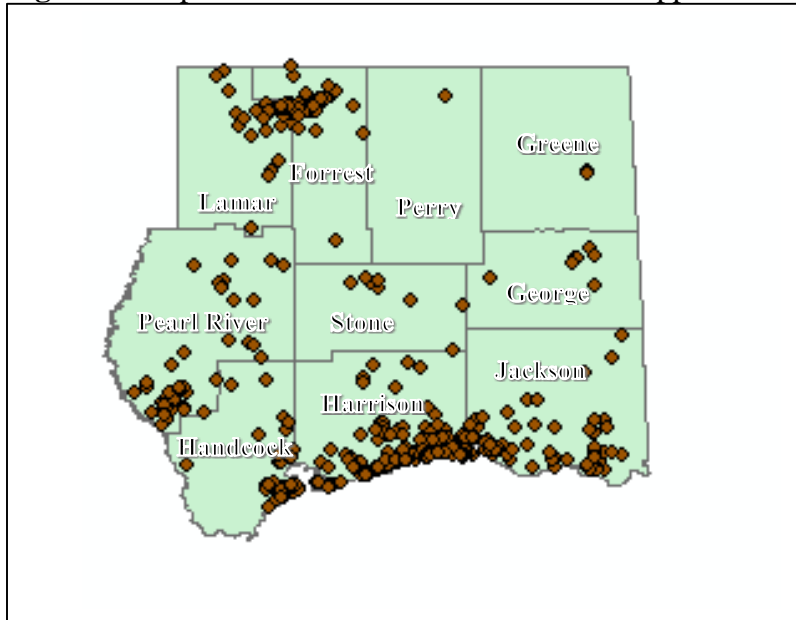 Greene
Forrest
Lamar
Perry
George
Pearl River
Stone
Jackson
Harrison
Handcock